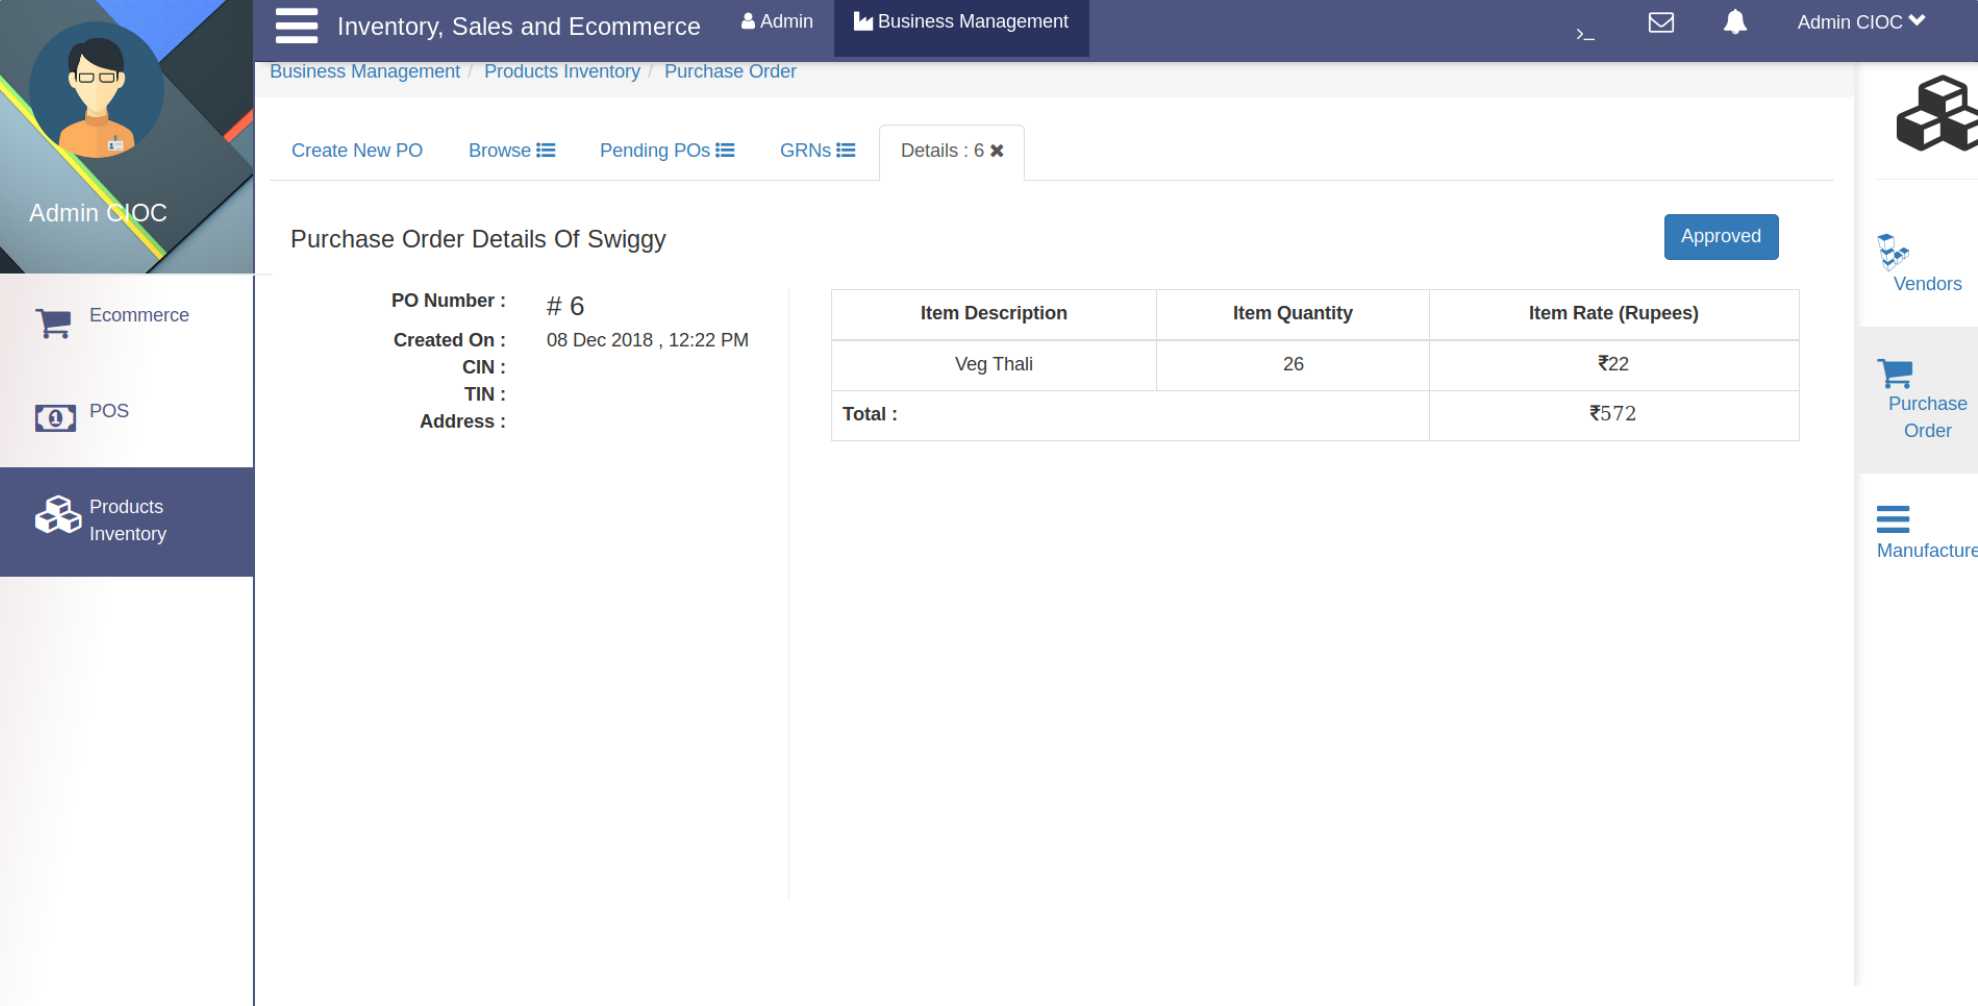 Inventory, Sales and Ecommerce
Admin
Business Management
>_
Admin CIOC
Business Management / Products Inventory / Purchase Order
Create New PO
Browse
Pending POs
GRNs
Details : 6
Admin CIOC
Purchase Order Details Of Swiggy
Approved
PO Number : # 6
Created On : 08 Dec 2018 , 12:22 PM
CIN :
TIN :
Address :
Item Description Item Quantity Item Rate (Rupees)
Veg Thali 26 ₹22
Total : ₹572
Ecommerce
POS
Products
Inventory
Vendors
Purchase
Order
Manufacture